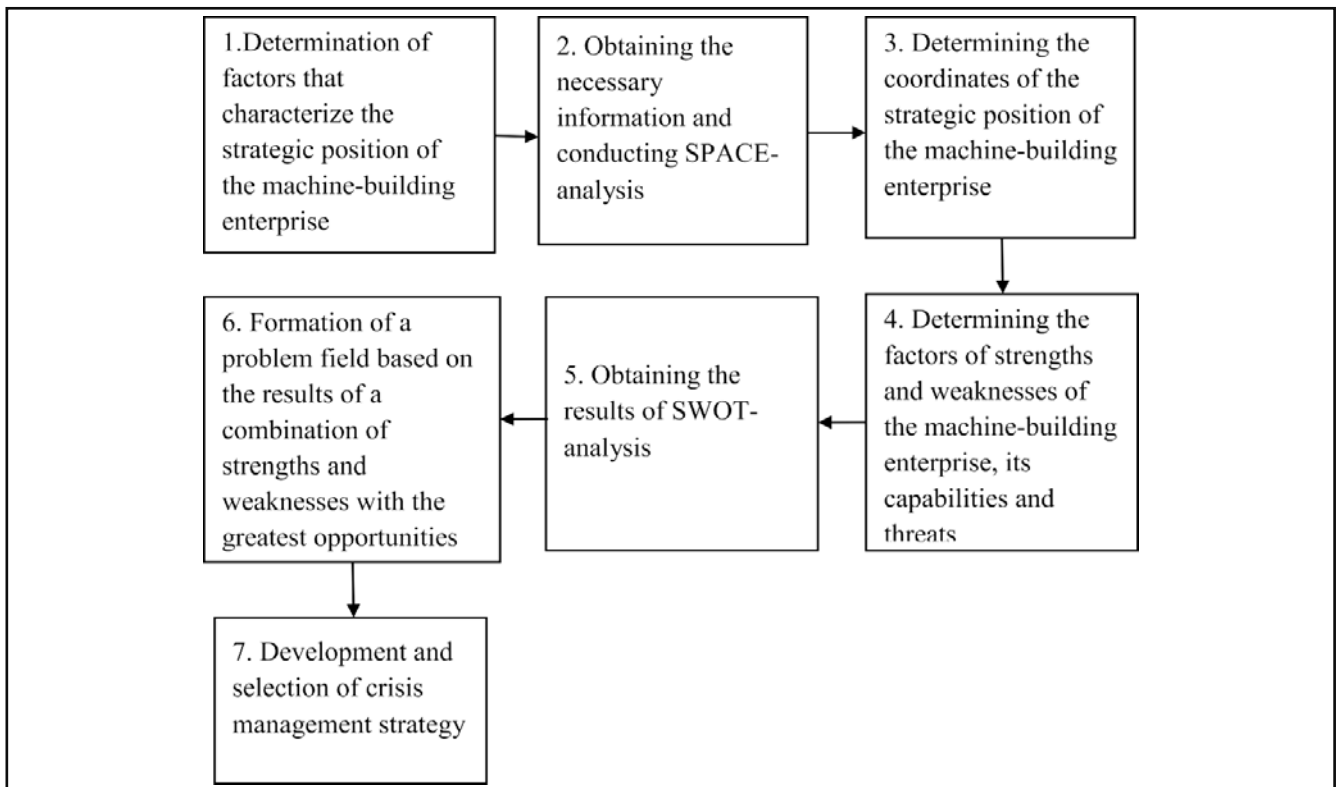 1.Determination of
factors that
characterize the
strategic position of
the machine-building
enterprise
2. Obtaining the
necessary
information and
conducting SPACE-
analysis
3. Determining the
coordinates of the
strategic position of
the machine-building
enterprise
4. Determining the
factors of strengths
and weaknesses of
the machine-building
enterprise, its
capabilities and
threats
5. Obtaining the
results of SWOT-
analysis
6. Formation of a
problem field based on
the results of a
combination of
strengths and
weaknesses with the
greatest opportunities
7. Development and
selection of crisis
management strategy